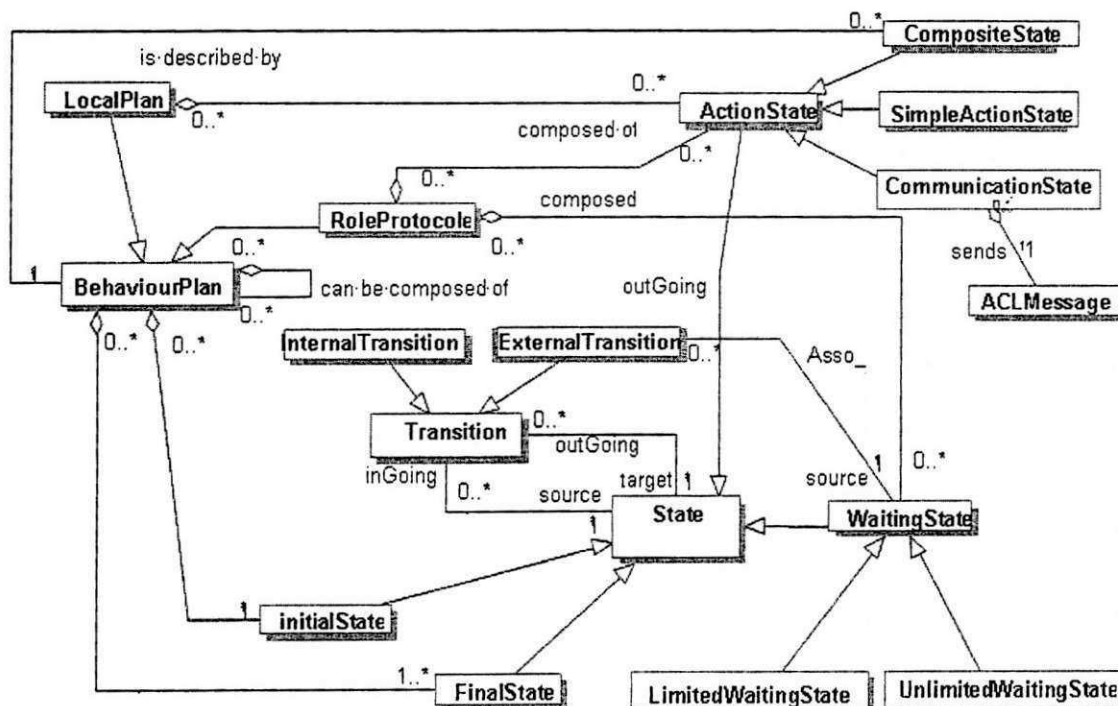 0..*
CompositeState
is·described·by
LocalPlan
0..*
0..*
ActionState
SimpleActionState
composed·of
0..*
0..*
CommunicationState
RoleProtocole
composed
0..*
0..*
sends
1
ACLMessage
1
BehaviourPlan
can·be·composed·of
0..*
0..*
0..*
outGoing
InternalTransition
ExternalTransition
0..*
Asso_
Transition
0..*
outGoing
inGoing
0..*
source
target
1
1
source
1
0..*
State
WaitingState
1
initialState
1..*
FinalState
LimitedWaitingState
UnlimitedWaitingState